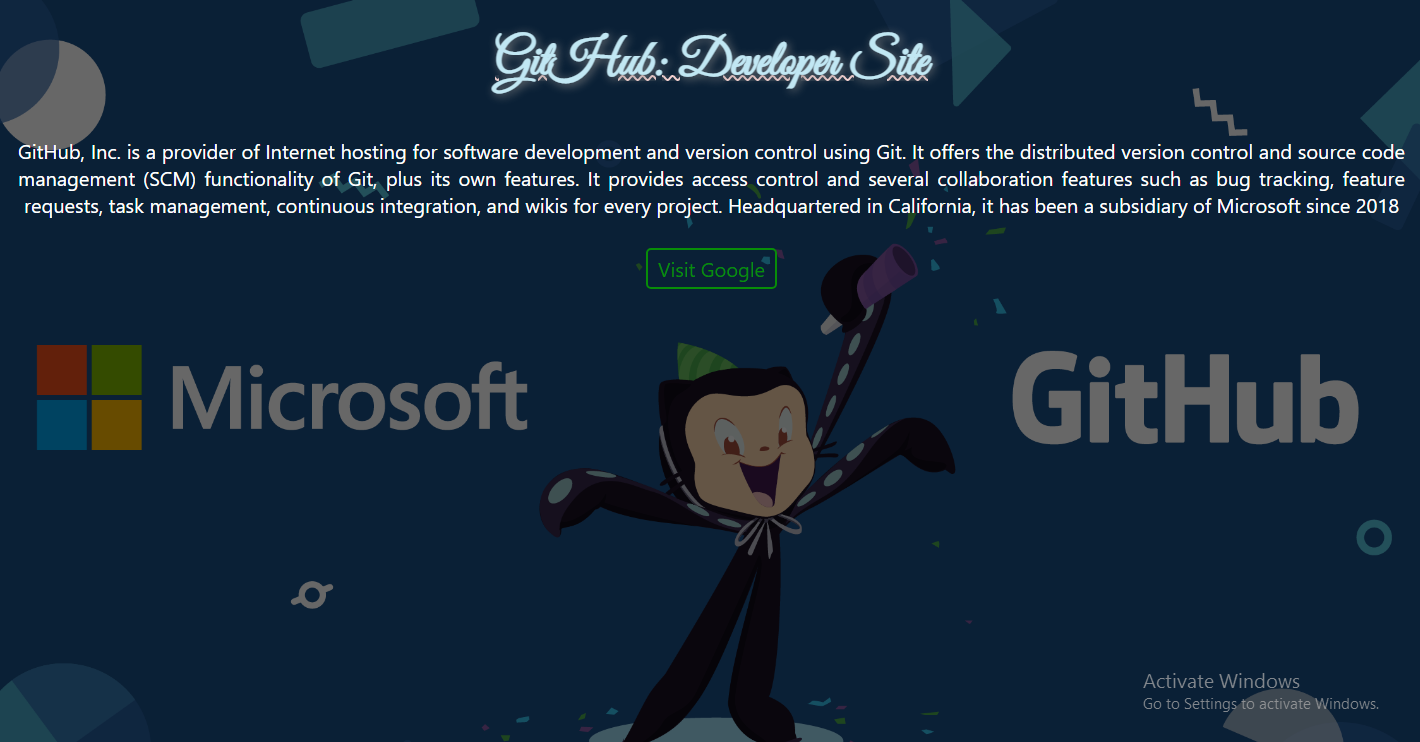 GitHub: Developer Site
GitHub, Inc. is a provider of Internet hosting for software development and version control using Git. It offers the distributed version control and source code
management (SCM) functionality of Git, plus its own features. It provides access control and several collaboration features such as bug tracking, feature
requests, task management, continuous integration, and wikis for every project. Headquartered in California, it has been a subsidiary of Microsoft since 2018
Visit Google
Microsoft
GitHub
Activate Windows
Go to Settings to activate Windows.